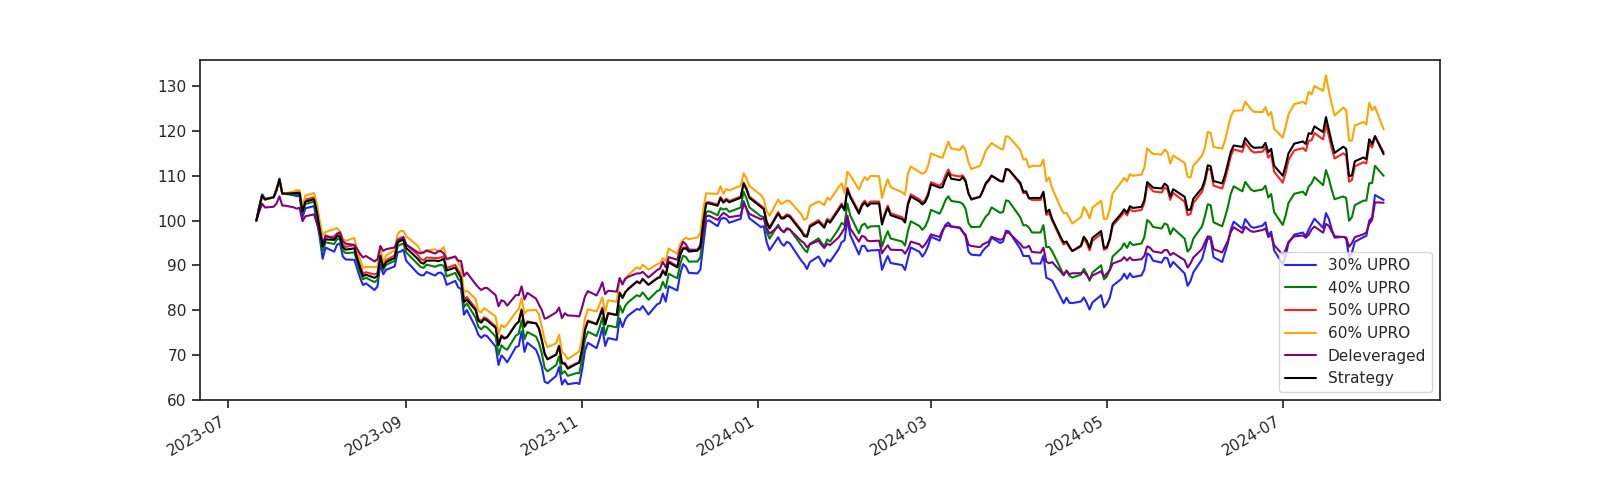 130
120
110
100
90
80
70
60
2023-07
2023-09
2023-11
2024-01
2024-03
2024-05
2024-07
30% UPRO
40% UPRO
50% UPRO
60% UPRO
Deleveraged
Strategy